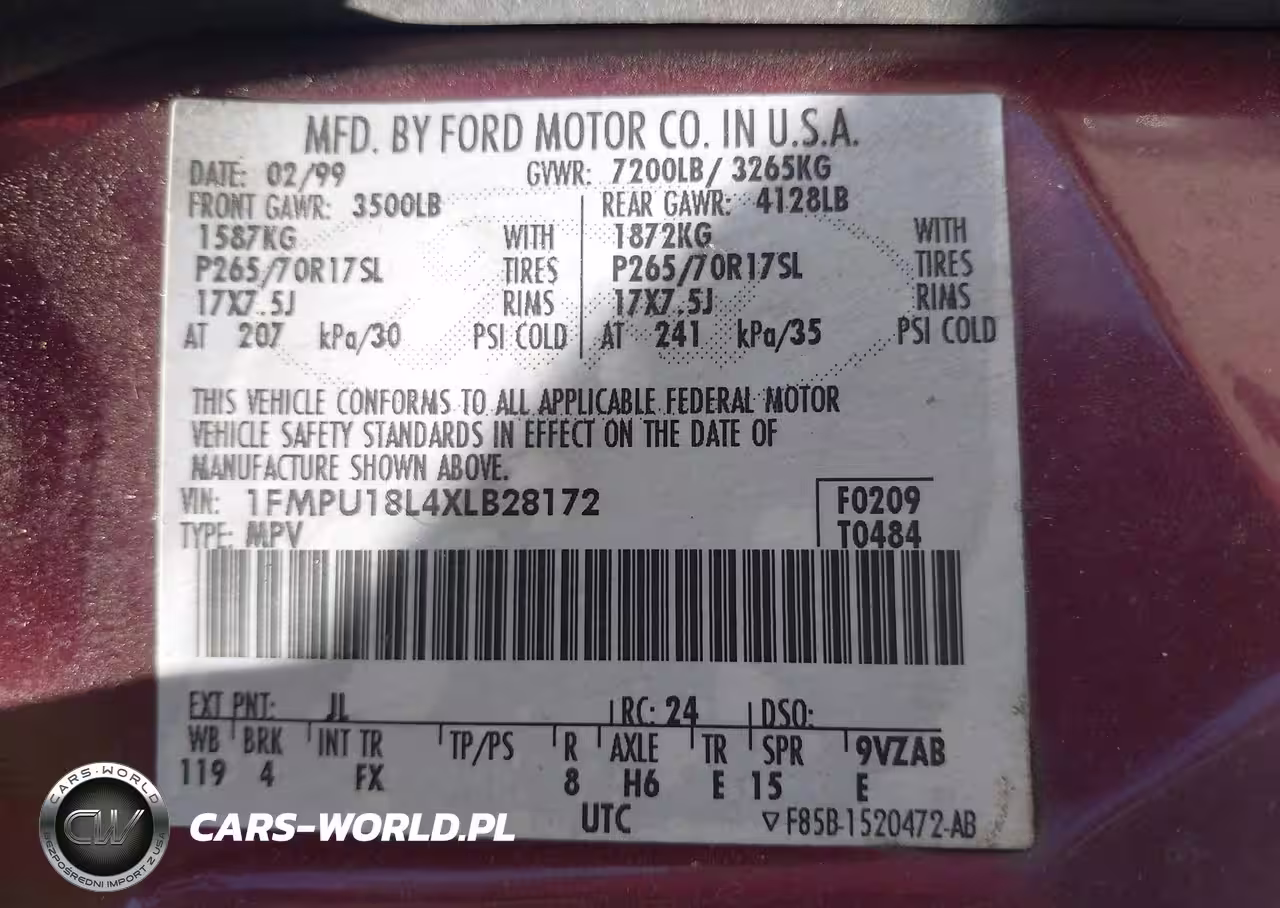 MFD. BY FORD MOTOR CO. IN U.S.A.
DATE: 02/99 GVWR: 7200LB/ 3265KG
FRONT GAWR: 3500LB REAR GAWR: 4128LB
1587KG WITH 1872KG WITH
P265/70R17SL TIRES P265/70R17SL TIRES
17X7.5J RIMS 17X7.5J RIMS
AT 207 kPa/30 PSI COLD AT 241 kPa/35 PSI COLD
THIS VEHICLE CONFORMS TO ALL APPLICABLE FEDERAL MOTOR
VEHICLE SAFETY STANDARDS IN EFFECT ON THE DATE OF
MANUFACTURE SHOWN ABOVE.
VIN: 1FMPU18L4XLB28172 F0209
TYPE: MPV T0484
EXT PNT: JL RC: 24 DSO:
WB BRK INT TR TP/PS R AXLE TR SPR 9VZAB
119 4 FX 8 H6 E 15 E
UTC ▽ F85B-1520472-AB
CARS-WORLD
CW
BEZPOŚREDNI IMPORT Z USA
CARS-WORLD.PL